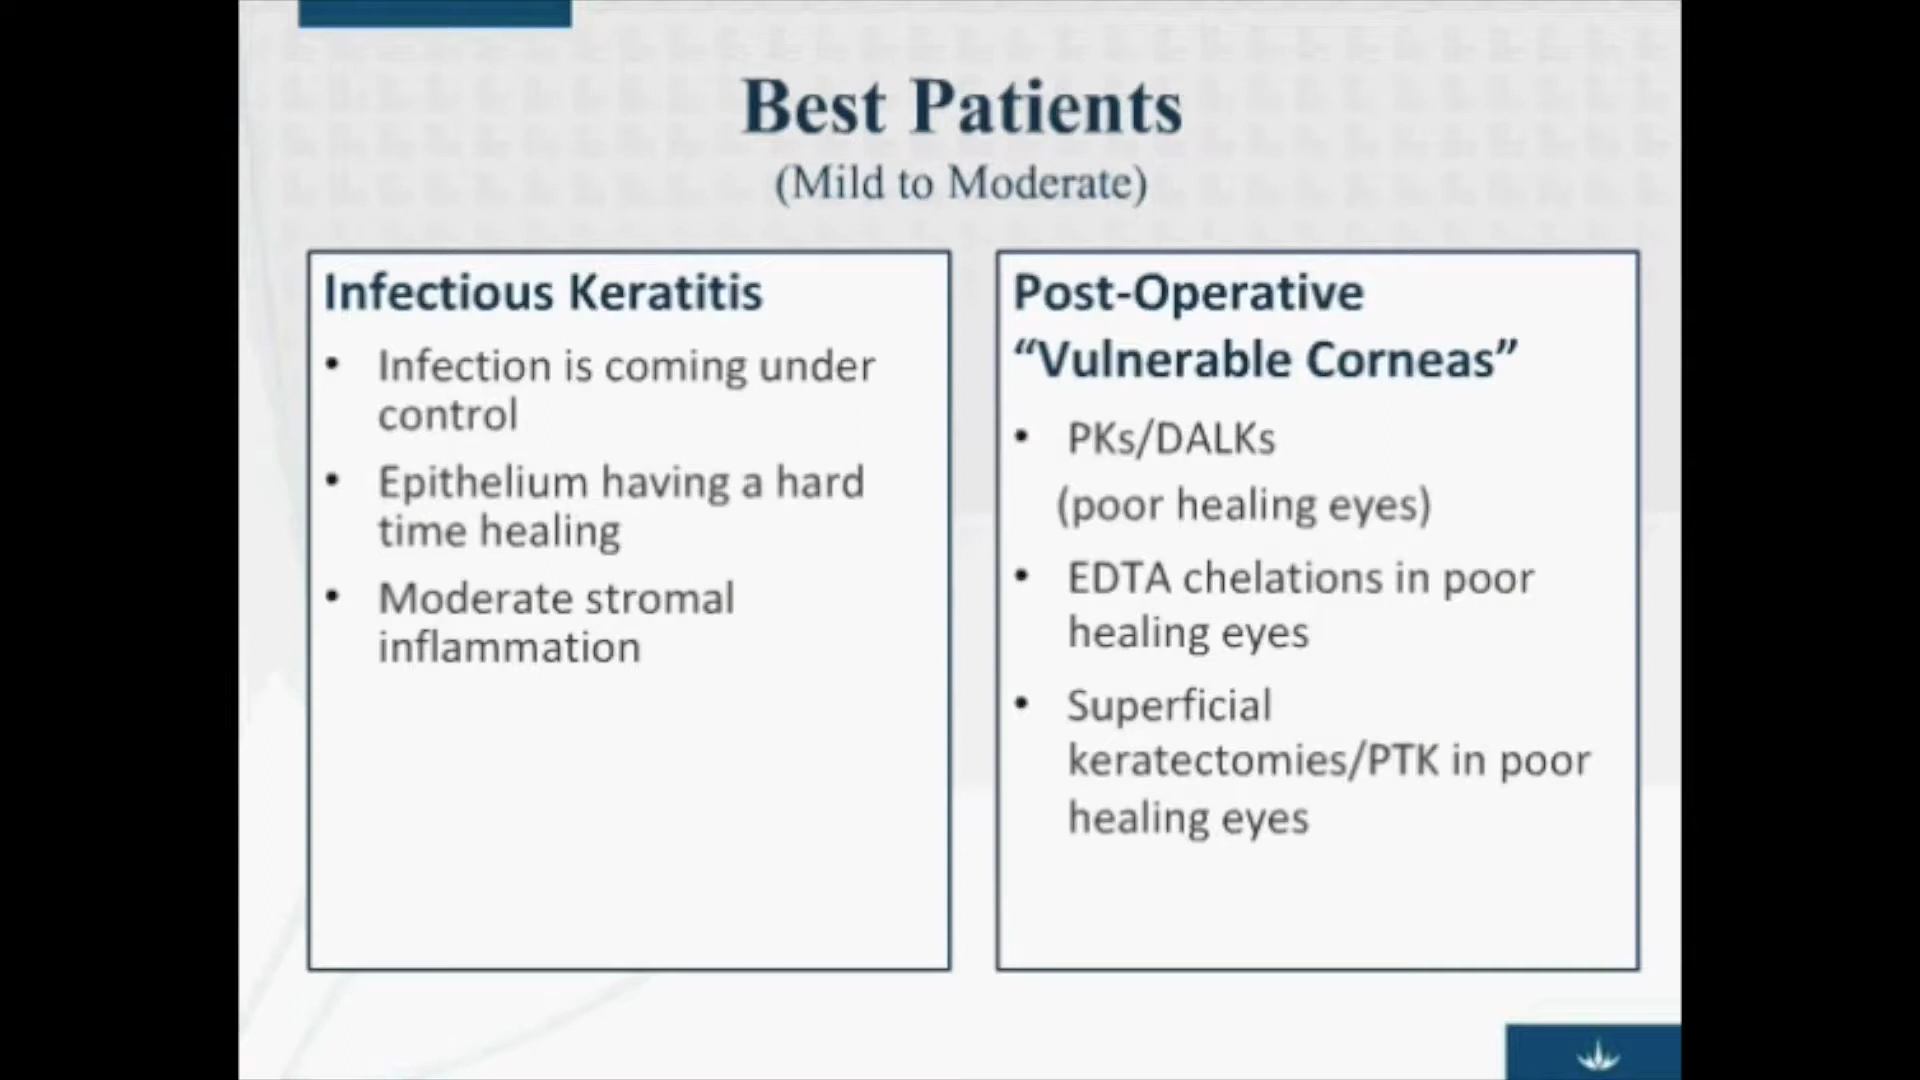 Best Patients
(Mild to Moderate)
Infectious Keratitis
• Infection is coming under
control
• Epithelium having a hard
time healing
• Moderate stromal
inflammation
Post-Operative
“Vulnerable Corneas”
• PKs/DALKs
(poor healing eyes)
• EDTA chelations in poor
healing eyes
• Superficial
keratectomies/PTK in poor
healing eyes